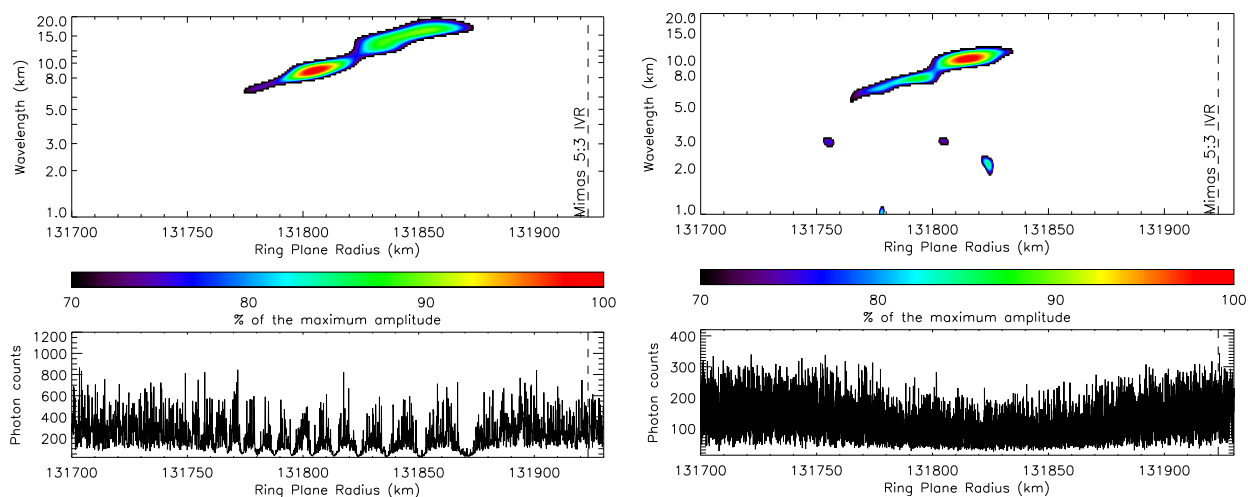 20.0
15.0
10.0
8.0
5.0
3.0
2.0
1.0
Wavelength (km)
Mimas 5:3 IVR
131700 131750 131800 131850 131900
Ring Plane Radius (km)
70 80 90 100
% of the maximum amplitude
1200
1000
800
600
400
200
Photon counts
131700 131750 131800 131850 131900
Ring Plane Radius (km)
20.0
15.0
10.0
8.0
5.0
3.0
2.0
1.0
Wavelength (km)
Mimas 5:3 IVR
131700 131750 131800 131850 131900
Ring Plane Radius (km)
70 80 90 100
% of the maximum amplitude
400
300
200
100
Photon counts
131700 131750 131800 131850 131900
Ring Plane Radius (km)